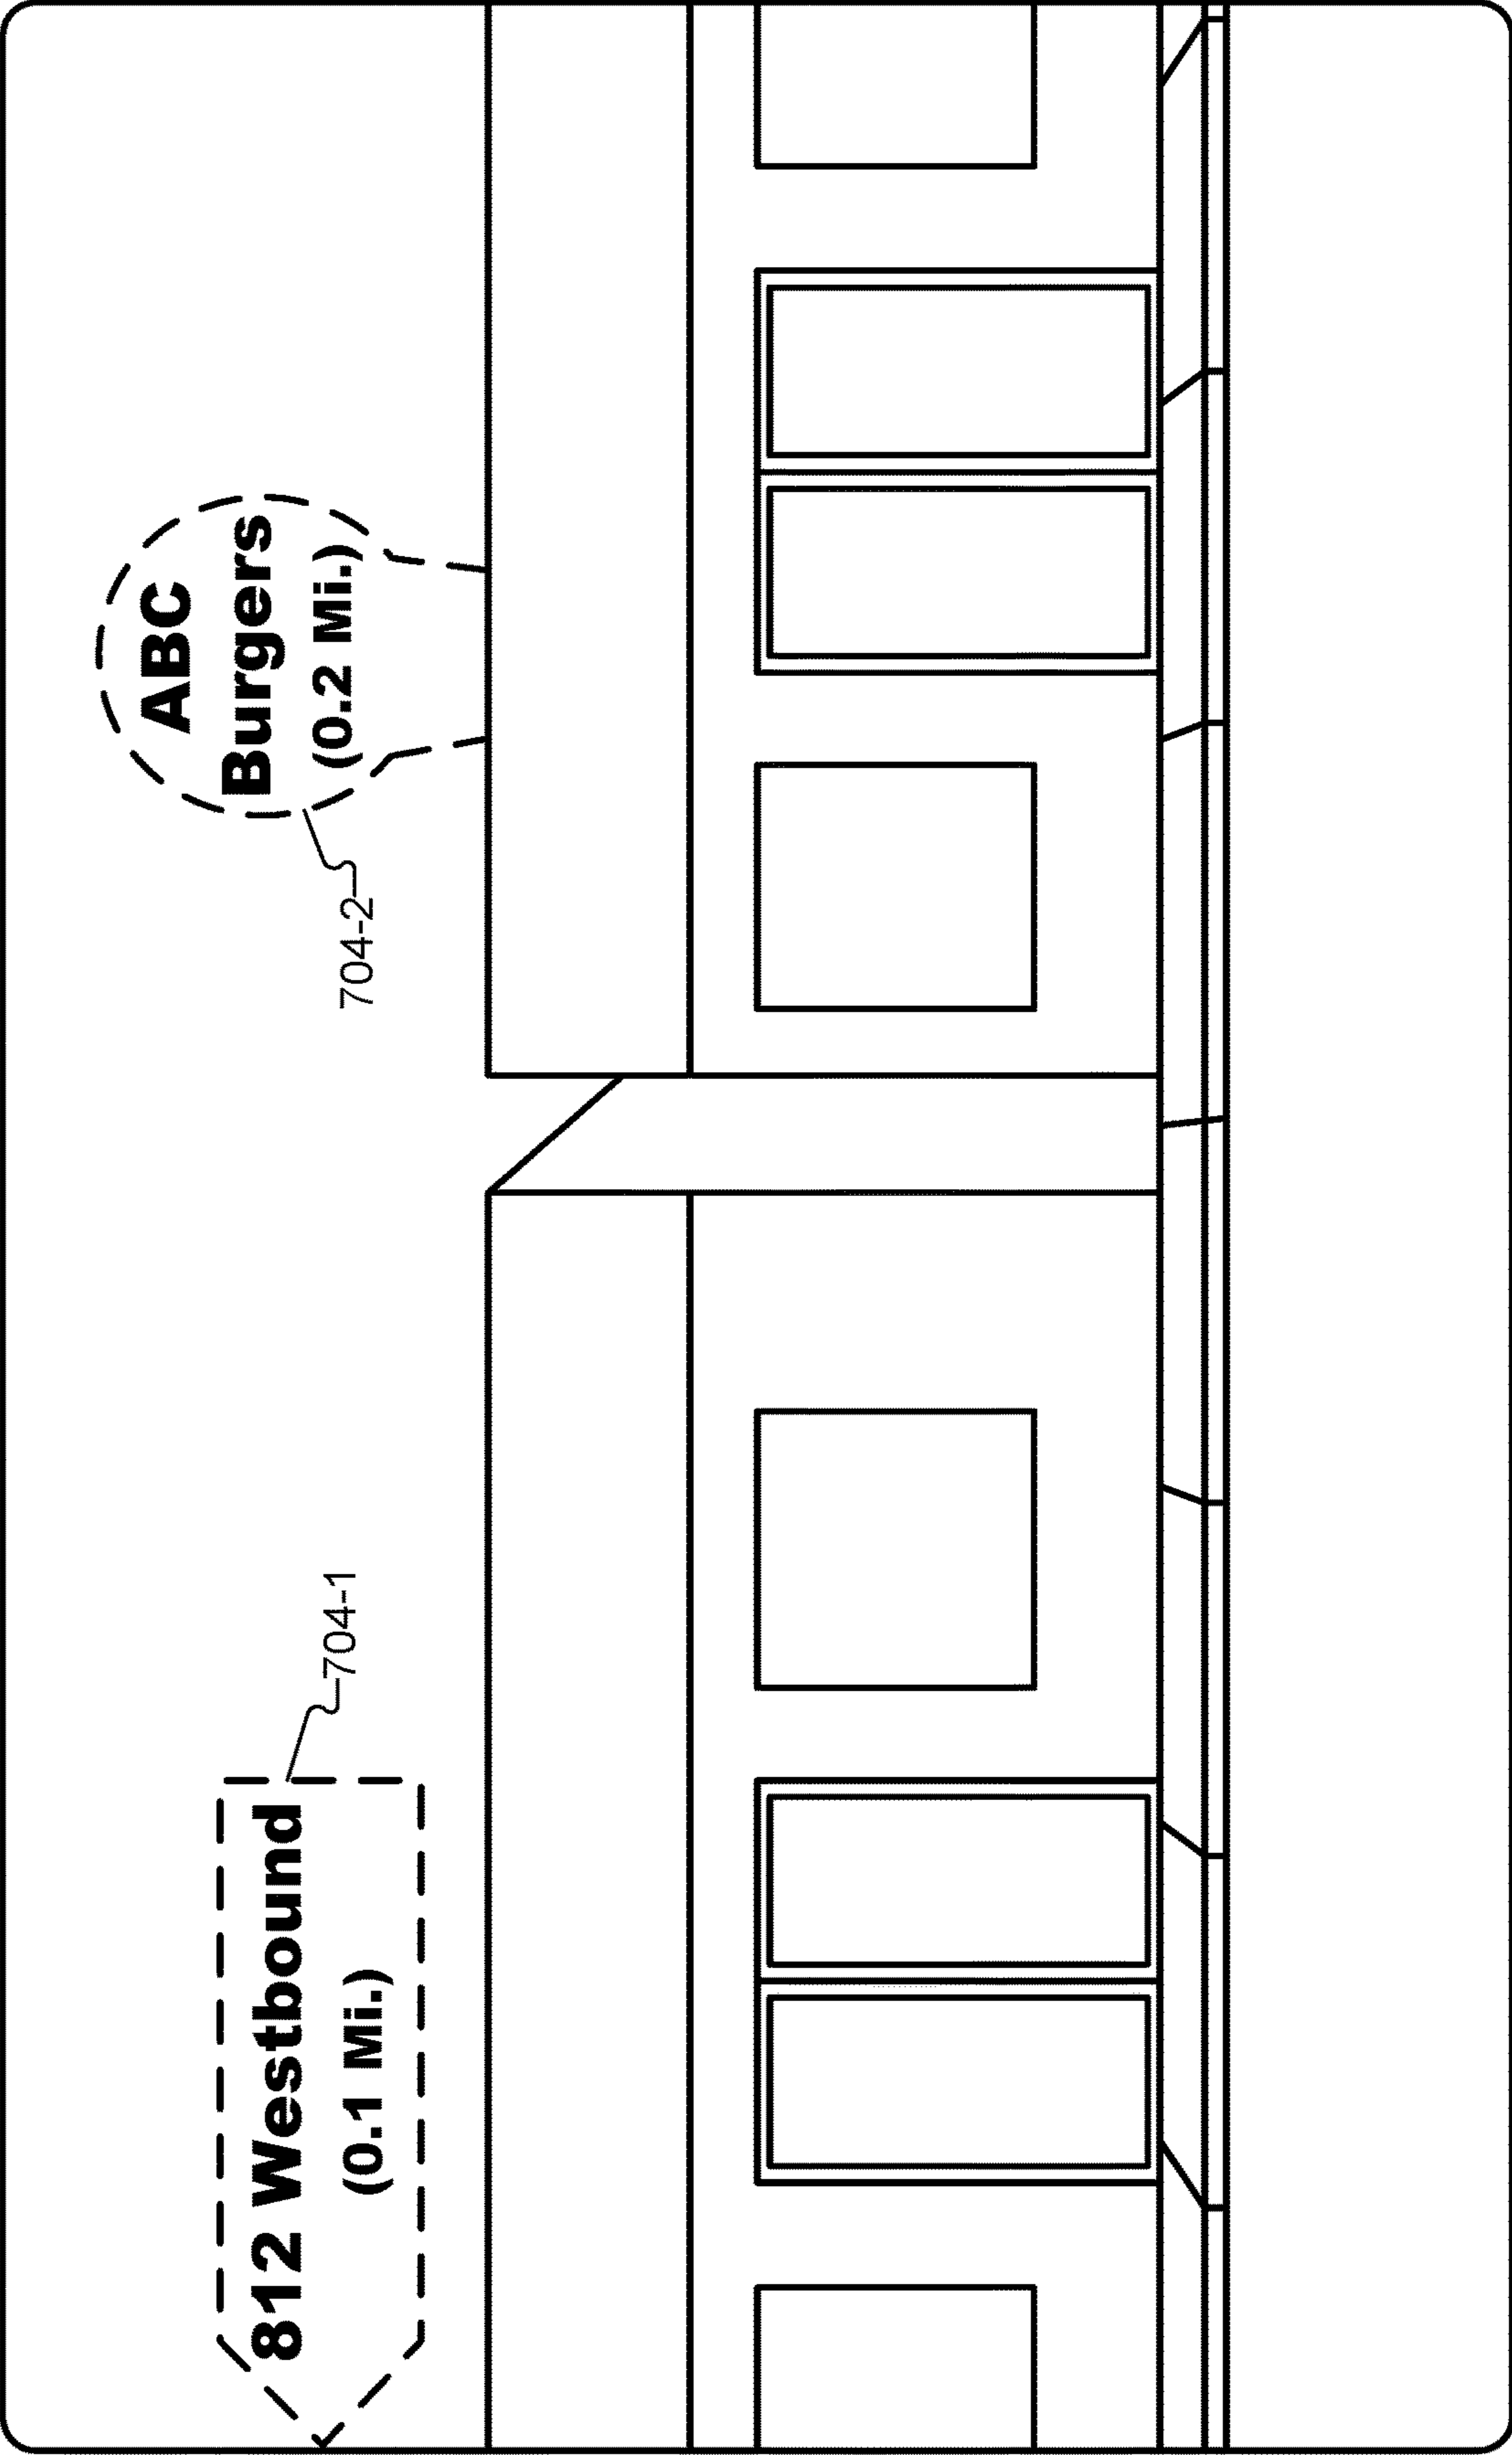 812 Westbound
(0.1 Mi.)
704-1
ABC
Burgers
(0.2 Mi.)
704-2